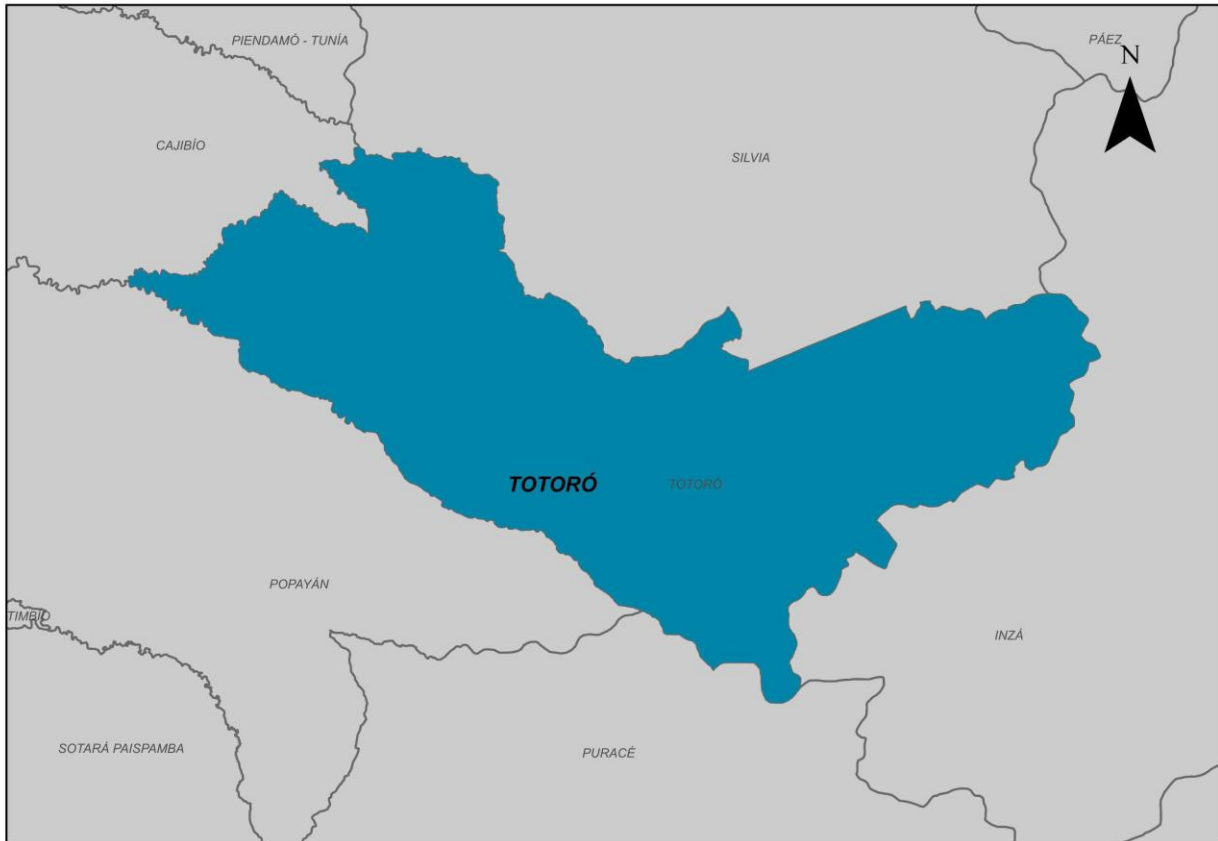 PIENDAMÓ - TUNÍA
PÁEZ
N
CAJIBÍO
SILVIA
TOTORÓ
TOTORÓ
POPAYÁN
TIMBÍO
INZÁ
SOTARÁ PAISPAMBA
PURACÉ